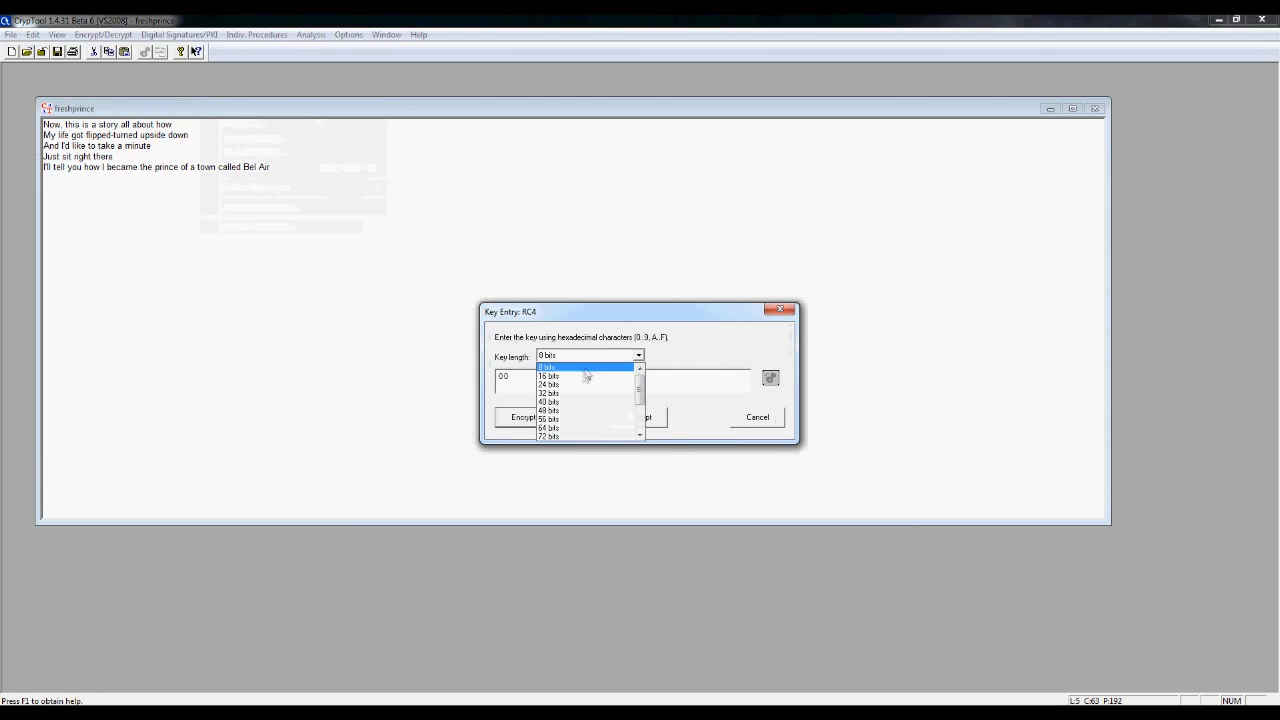 CrypTool 1.4.31 Beta 6 [VS2008] - freshprince
File Edit View Encrypt/Decrypt Digital Signatures/PKI Indiv. Procedures Analysis Options Window Help
freshprince
Now, this is a story all about how
My life got flipped-turned upside down
And I'd like to take a minute
Just sit right there
I'll tell you how I became the prince of a town called Bel Air
Key Entry: RC4
Enter the key using hexadecimal characters (0..9, A..F).
Key length: 8 bits
8 bits
16 bits
24 bits
32 bits
40 bits
48 bits
56 bits
64 bits
72 bits
00
Encrypt
Cancel
Press F1 to obtain help.
L:5 C:63 P:192
NUM